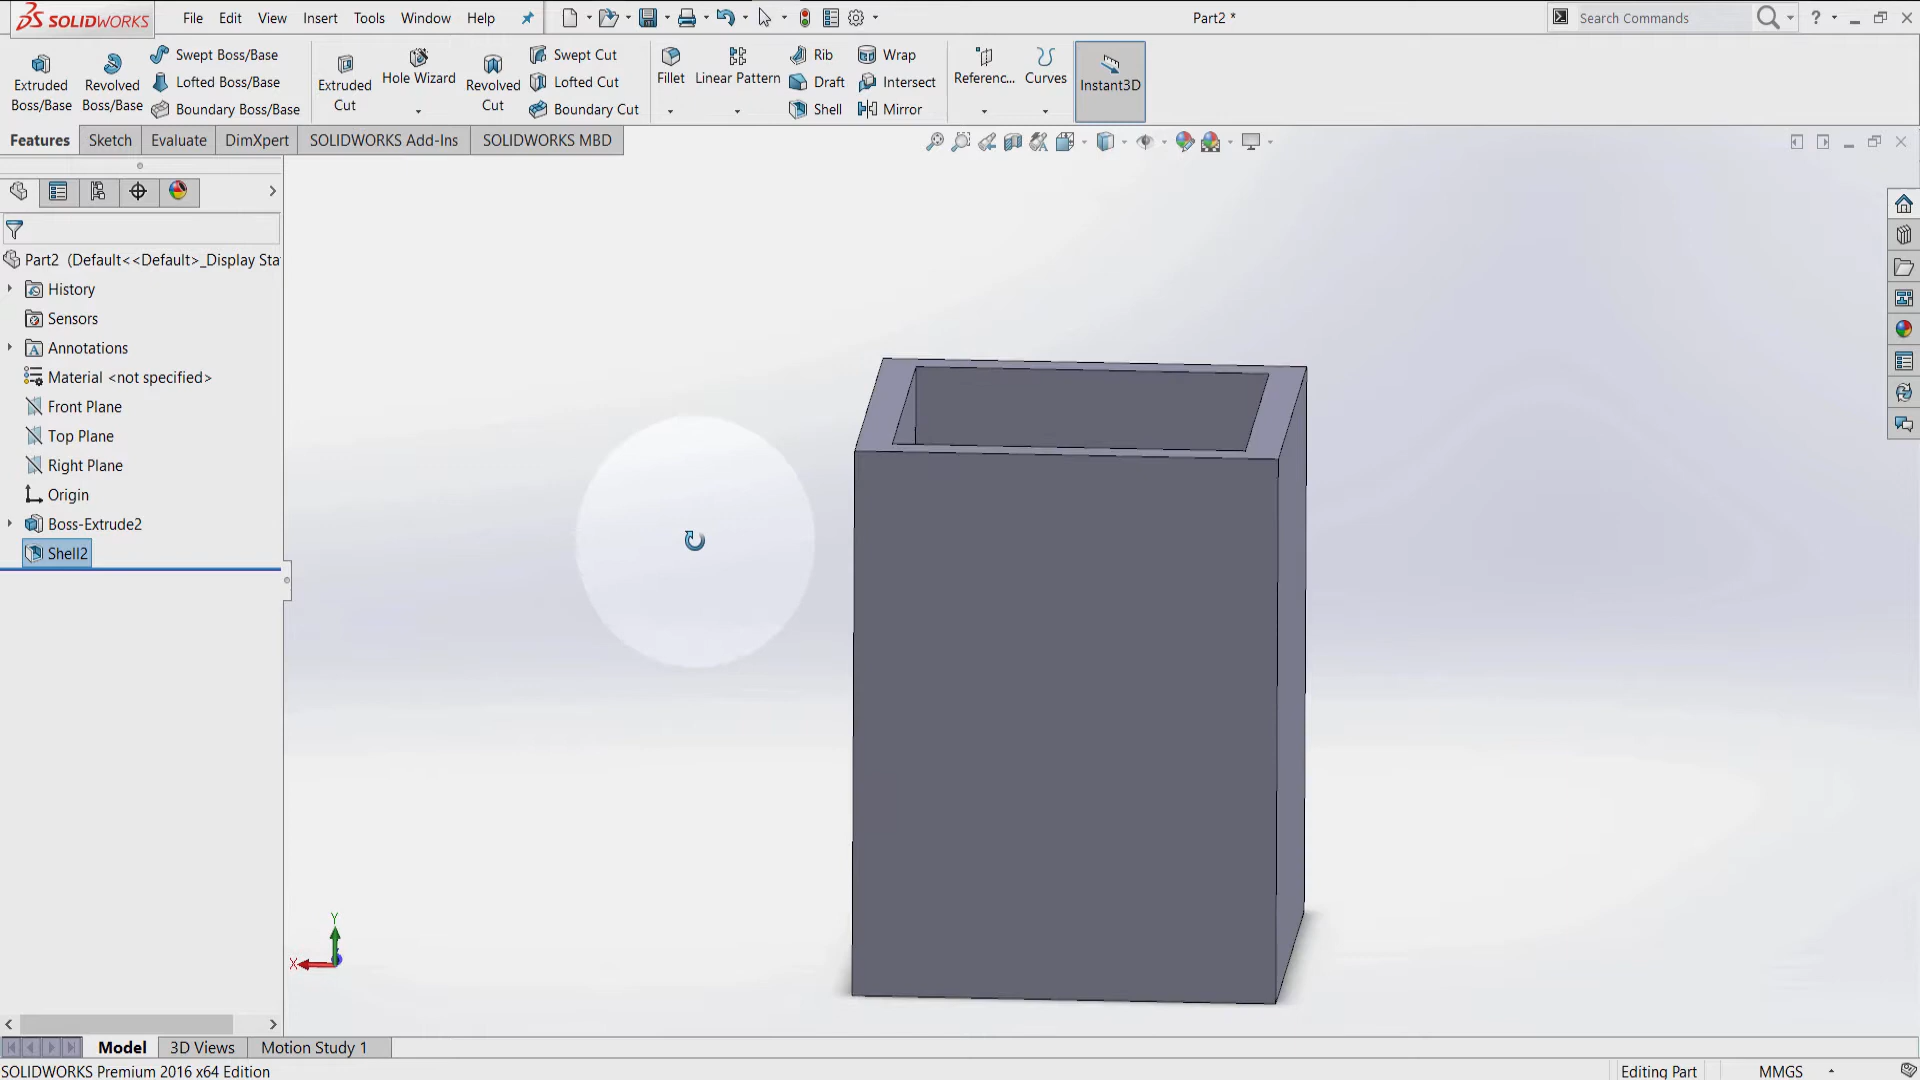 SOLIDWORKS File Edit View Insert Tools Window Help Part2 * Search Commands ?
Extruded Boss/Base
Revolved Boss/Base
Swept Boss/Base
Lofted Boss/Base
Boundary Boss/Base
Extruded Cut
Hole Wizard
Revolved Cut
Swept Cut
Lofted Cut
Boundary Cut
Fillet
Linear Pattern
Rib
Draft
Shell
Wrap
Intersect
Mirror
Referenc...
Curves
Instant3D
Features Sketch Evaluate DimXpert SOLIDWORKS Add-Ins SOLIDWORKS MBD
Part2 (Default<<Default>_Display Sta
History
Sensors
Annotations
Material <not specified>
Front Plane
Top Plane
Right Plane
Origin
Boss-Extrude2
Shell2
Y
X
Model 3D Views Motion Study 1
SOLIDWORKS Premium 2016 x64 Edition Editing Part MMGS